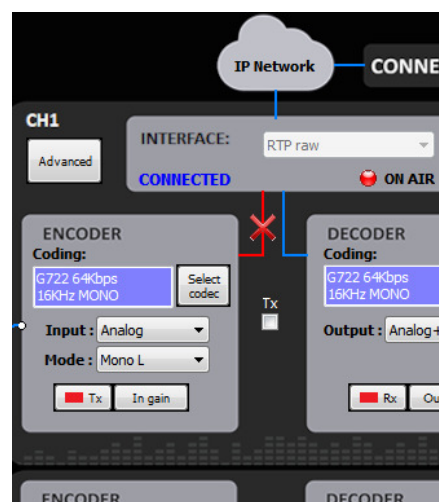 IP Network
CONNE
CH1
Advanced
INTERFACE:
RTP raw
CONNECTED
ON AIR
ENCODER
Coding:
G722 64Kbps
16KHz MONO
Select
codec
Input : Analog
Mode : Mono L
Tx
In gain
Tx
DECODER
Coding:
G722 64Kbps
16KHz MONO
Output : Analog+
Rx
Ou
ENCODER
DECODER